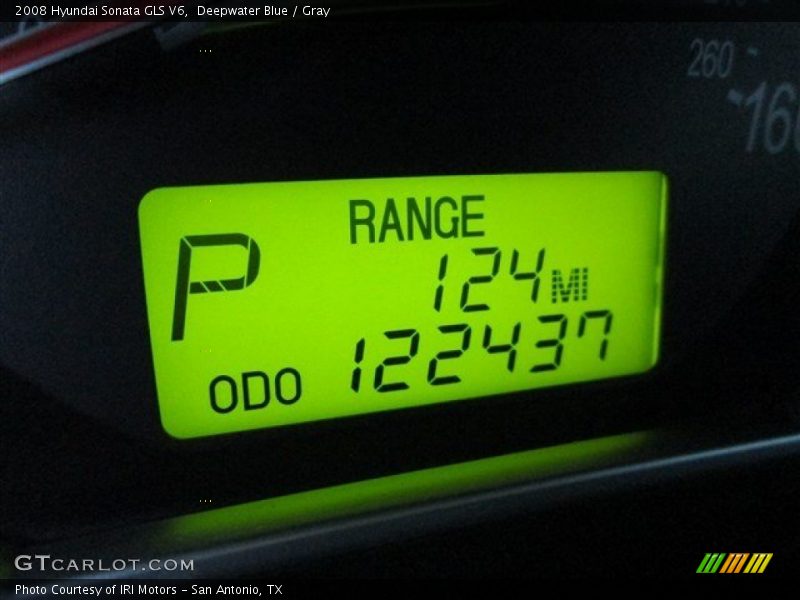 2008 Hyundai Sonata GLS V6,  Deepwater Blue / Gray
260
160
RANGE
P
124 MI
ODO 122437
GTCARLOT.COM
Photo Courtesy of IRI Motors – San Antonio, TX